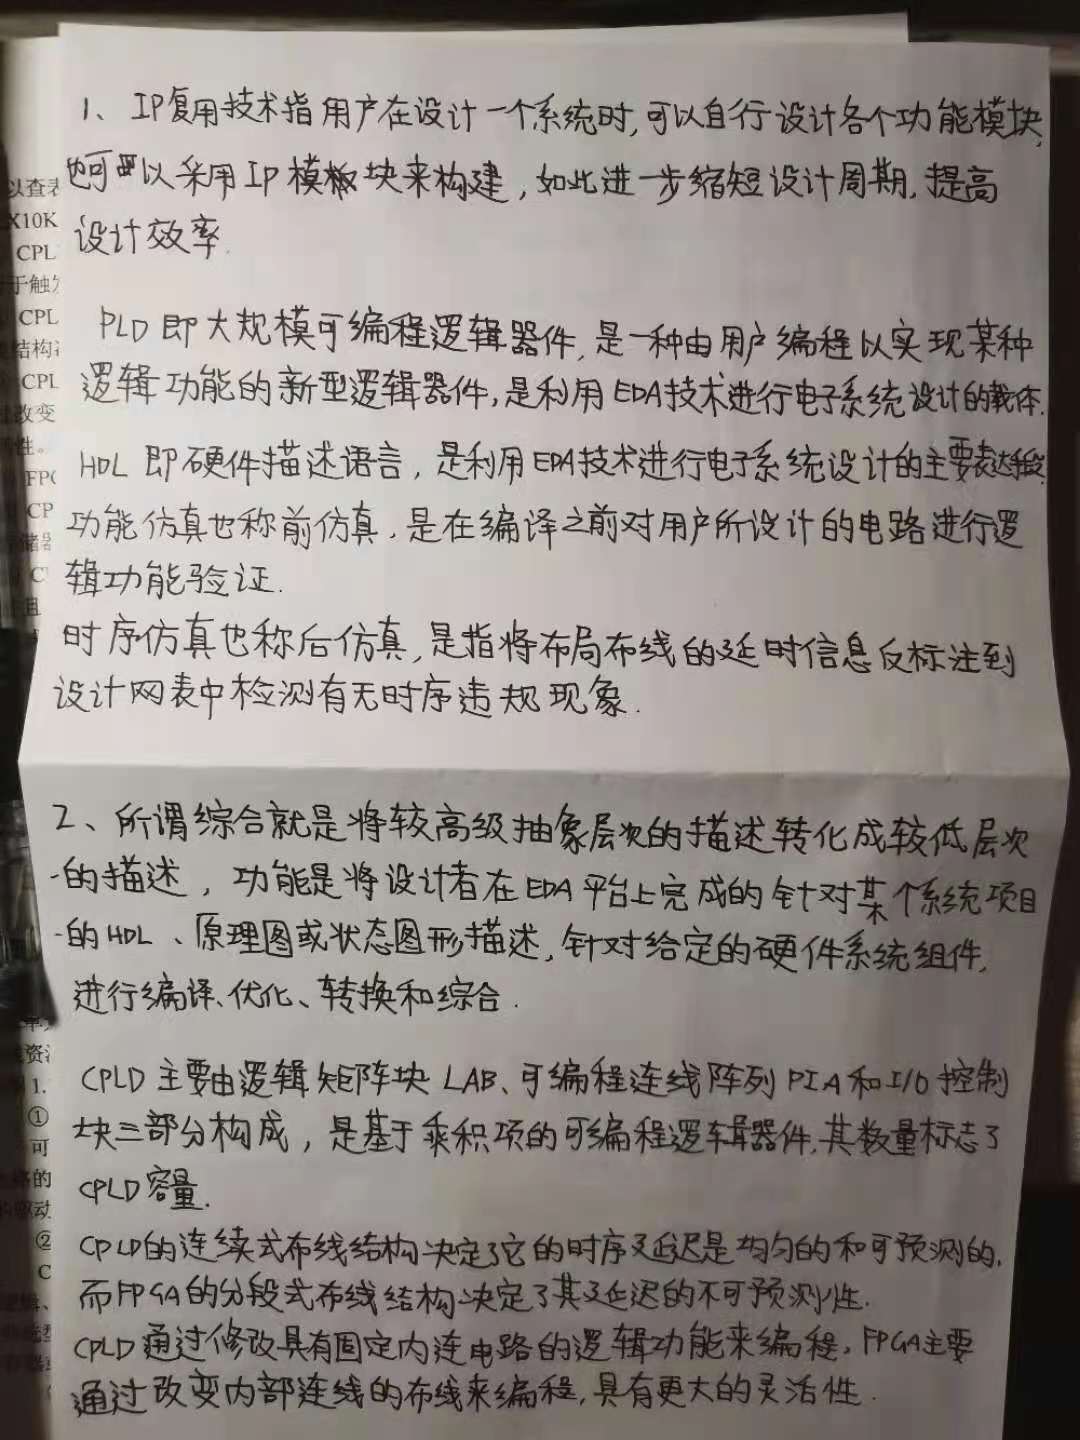 1、IP复用技术指用户在设计一个系统时,可以自行设计各个功能模块,
也可以采用IP模块来构建,如此进一步缩短设计周期,提高
设计效率.
PLD即大规模可编程逻辑器件,是一种由用户编程以实现某种
逻辑功能的新型逻辑器件,是利用EDA技术进行电子系统设计的载体.
HDL即硬件描述语言,是利用EDA技术进行电子系统设计的主要表达手段.
功能仿真也称前仿真,是在编译之前对用户所设计的电路进行逻
辑功能验证.
时序仿真也称后仿真,是指将布局布线的延时信息反标注到
设计网表中检测有无时序违规现象.
2、所谓综合就是将较高级抽象层次的描述转化成较低层次
的描述,功能是将设计者在EDA平台上完成的针对某个系统项目
的HDL、原理图或状态图形描述,针对给定的硬件系统组件,
进行编译、优化、转换和综合.
CPLD主要由逻辑矩阵块LAB、可编程连线阵列PIA和I/O控制
块三部分构成,是基于乘积项的可编程逻辑器件,其数量标志了
CPLD容量.
CPLD的连续式布线结构决定了它的时序延迟是均匀的和可预测的,
而FPGA的分段式布线结构决定了其延迟的不可预测性.
CPLD通过修改具有固定内连电路的逻辑功能来编程,FPGA主要
通过改变内部连线的布线来编程,具有更大的灵活性.
以查表
X10K
CPL
于触发
CPL
结构
CPL
改变
性。
FPG
CP
储器
单
资
1.
①
可
络的
驱动
②
C